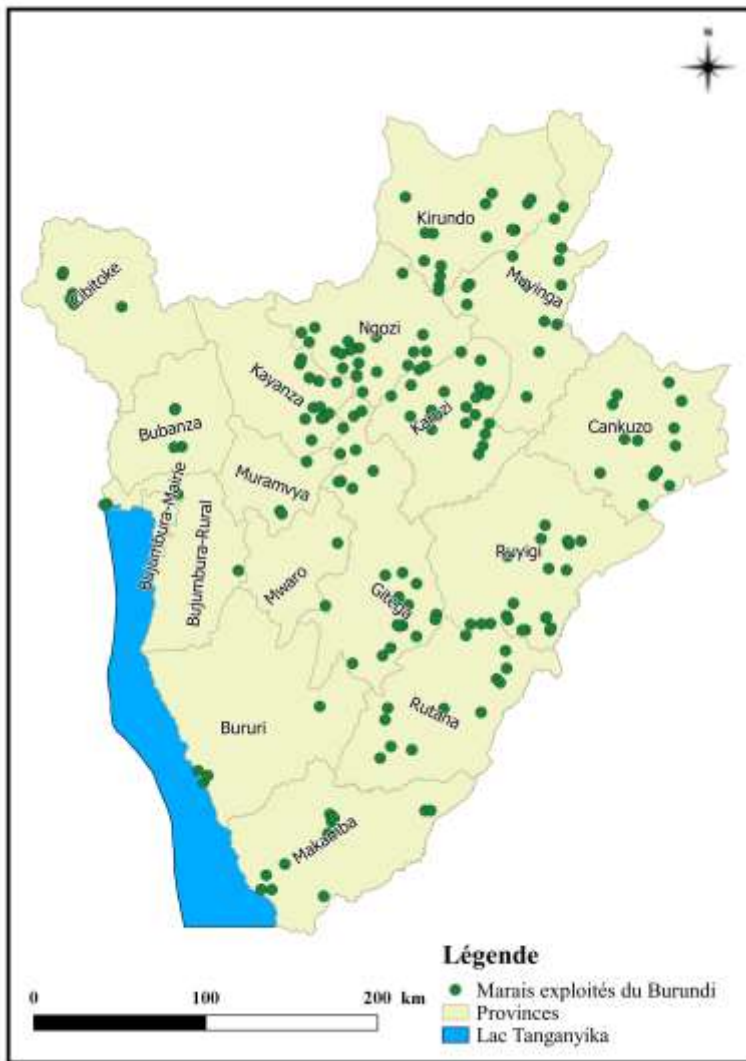 N
Kirundo
Muyinga
Cibitoke
Ngozi
Kayanza
Karuzi
Cankuzo
Bubanza
Muramvya
Bujumbura-Mairie
Bujumbura-Rural
Mwaro
Gitega
Ruyigi
Bururi
Rutana
Makamba
Légende
Marais exploités du Burundi
Provinces
Lac Tanganyika
0 100 200 km